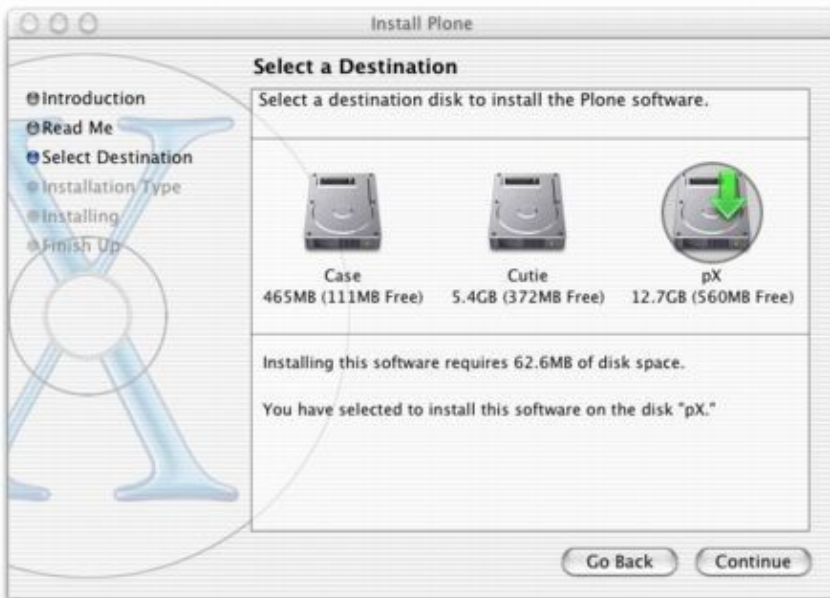 Install Plone
Select a Destination
Introduction
Read Me
Select Destination
Installation Type
Installing
Finish Up
Select a destination disk to install the Plone software.
Case
465MB (111MB Free)
Cutie
5.4GB (372MB Free)
pX
12.7GB (560MB Free)
Installing this software requires 62.6MB of disk space.
You have selected to install this software on the disk "pX."
Go Back
Continue